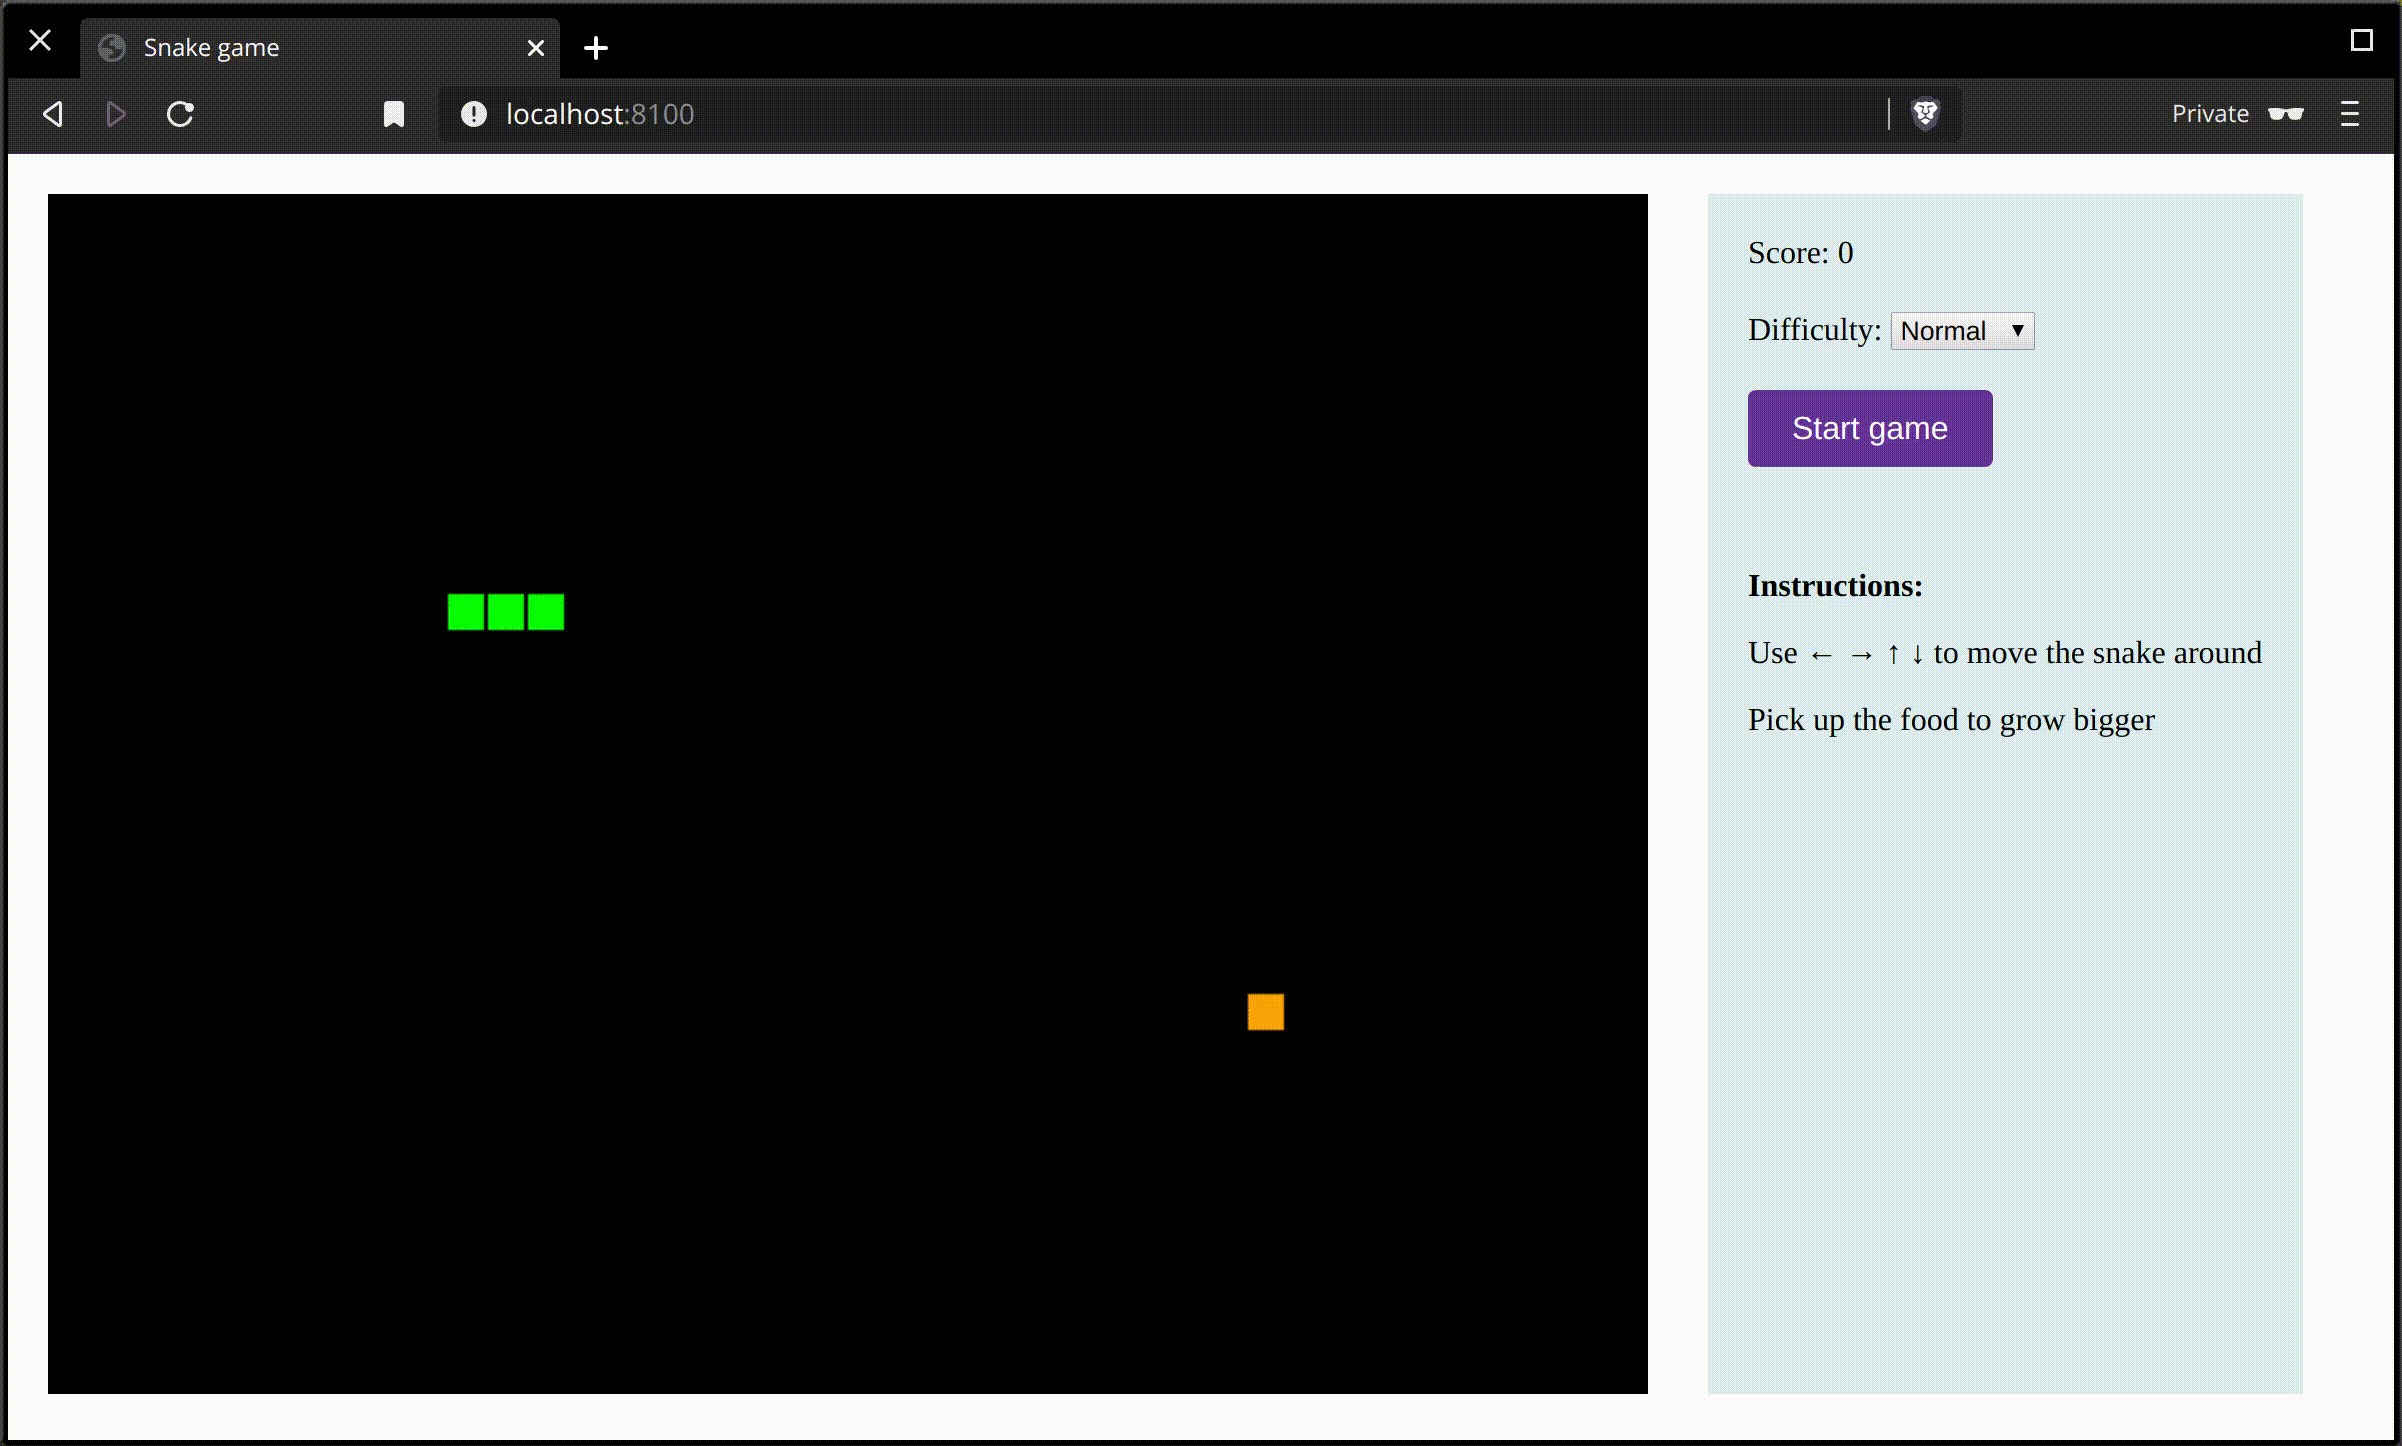 Snake game
localhost:8100
Private
Score: 0
Difficulty: Normal
Start game
Instructions:
Use ← → ↑ ↓ to move the snake around
Pick up the food to grow bigger